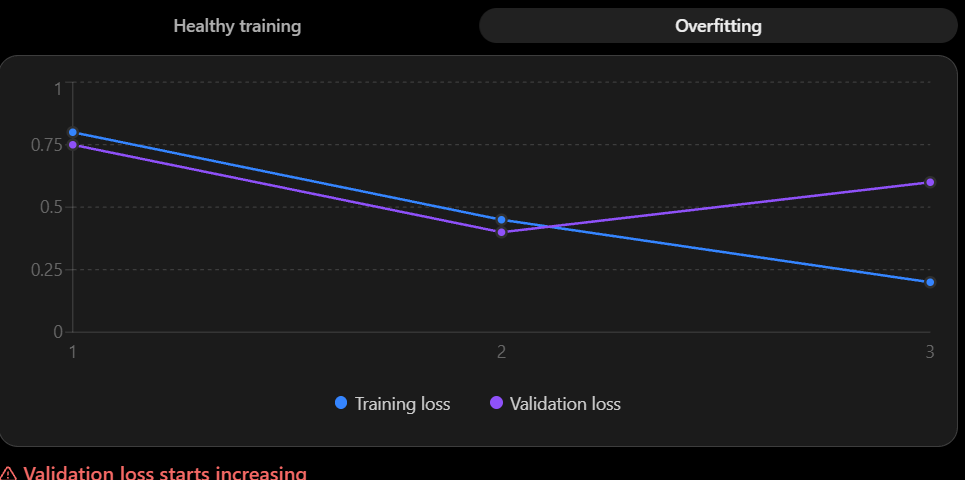 Healthy training
Overfitting
1
0.75
0.5
0.25
0
1 2 3
Training loss Validation loss
Validation loss starts increasing